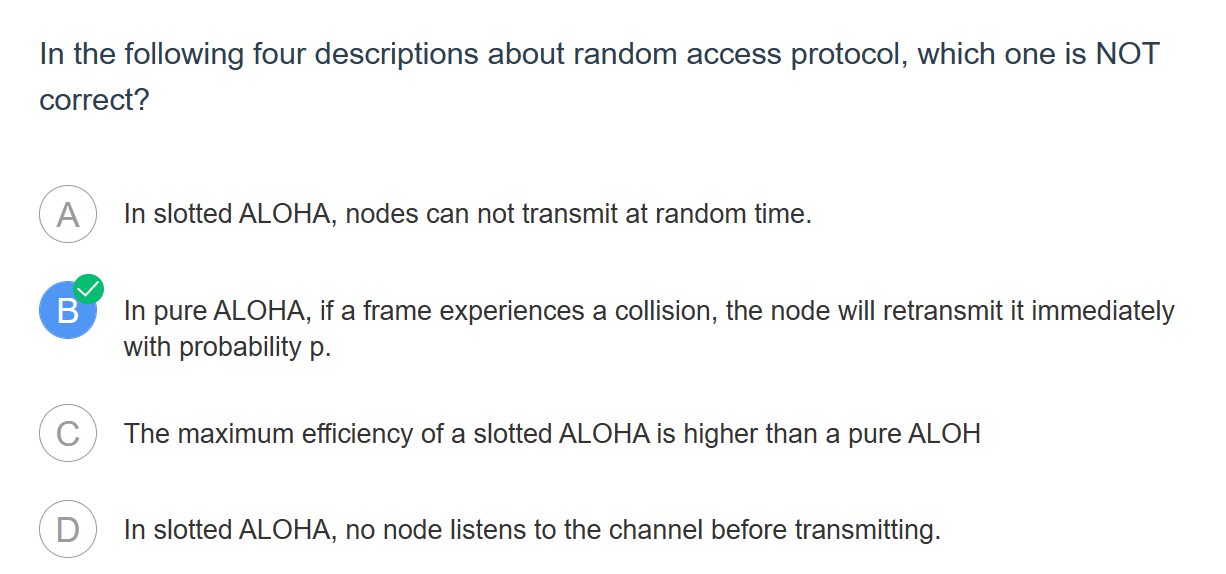 In the following four descriptions about random access protocol, which one is NOT
correct?
A In slotted ALOHA, nodes can not transmit at random time.
B In pure ALOHA, if a frame experiences a collision, the node will retransmit it immediately
with probability p.
C The maximum efficiency of a slotted ALOHA is higher than a pure ALOH
D In slotted ALOHA, no node listens to the channel before transmitting.